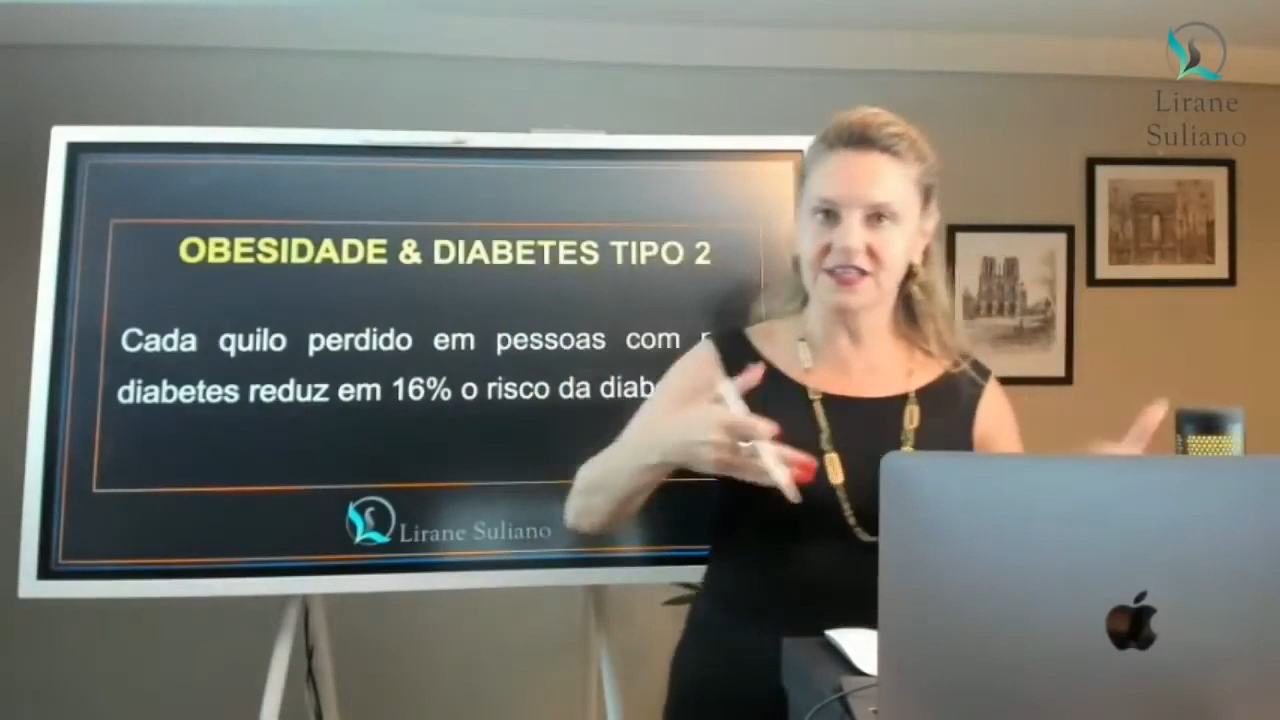 Lirane
Suliano
OBESIDADE & DIABETES TIPO 2
Cada quilo perdido em pessoas com
diabetes reduz em 16% o risco da
Lirane Suliano